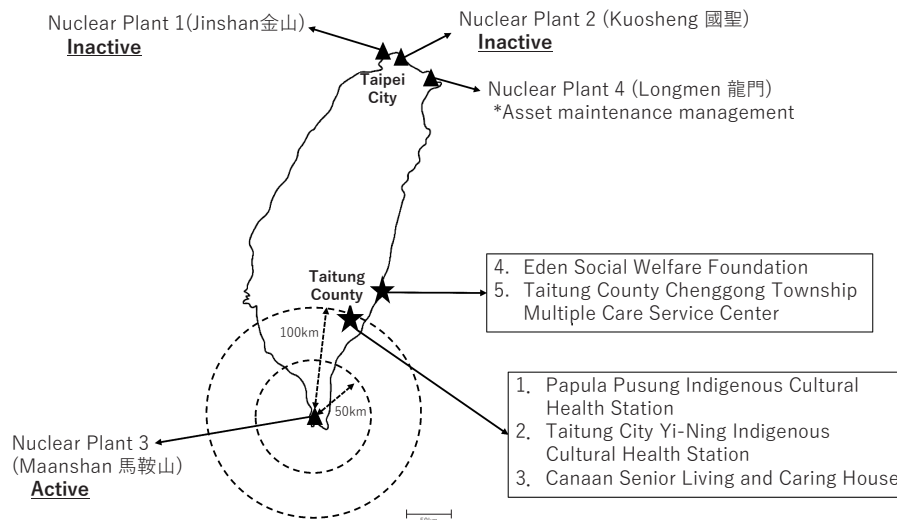 Nuclear Plant 1(Jinshan金山)
Inactive
Nuclear Plant 2 (Kuosheng 國聖)
Inactive
Taipei
City
Nuclear Plant 4 (Longmen 龍門)
*Asset maintenance management
Taitung
County
4. Eden Social Welfare Foundation
5. Taitung County Chenggong Township
Multiple Care Service Center
100km
50km
1. Papula Pusung Indigenous Cultural
Health Station
2. Taitung City Yi-Ning Indigenous
Cultural Health Station
3. Canaan Senior Living and Caring House
Nuclear Plant 3
(Maanshan 馬鞍山)
Active
50km